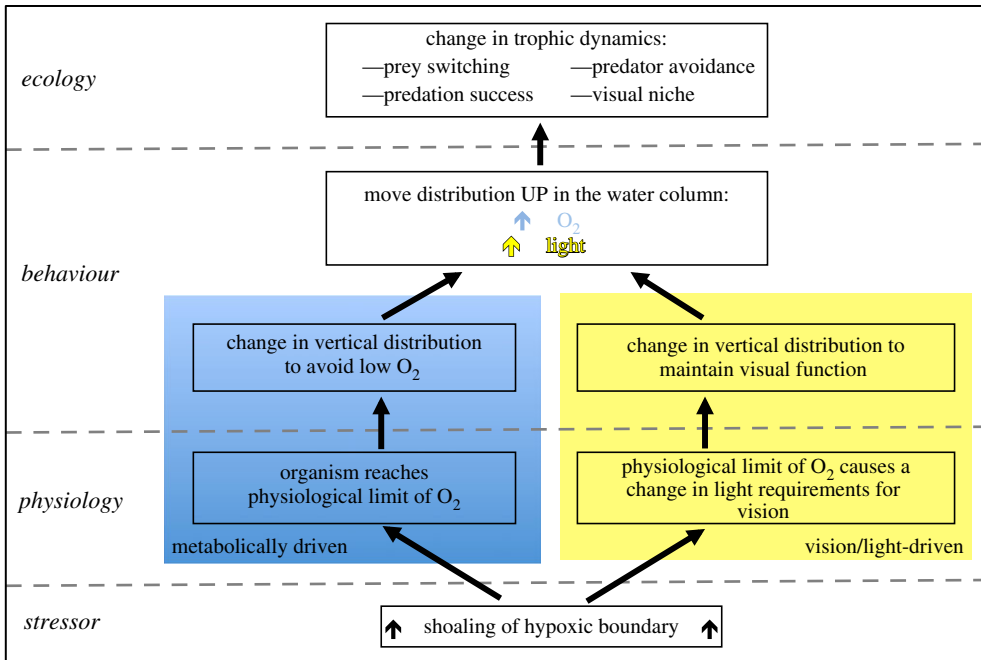 ecology
change in trophic dynamics:
—prey switching —predator avoidance
—predation success —visual niche
behaviour
move distribution UP in the water column:
O₂
light
change in vertical distribution
to avoid low O₂
change in vertical distribution to
maintain visual function
physiology
organism reaches
physiological limit of O₂
metabolically driven
physiological limit of O₂ causes a
change in light requirements for
vision
vision/light-driven
stressor
shoaling of hypoxic boundary